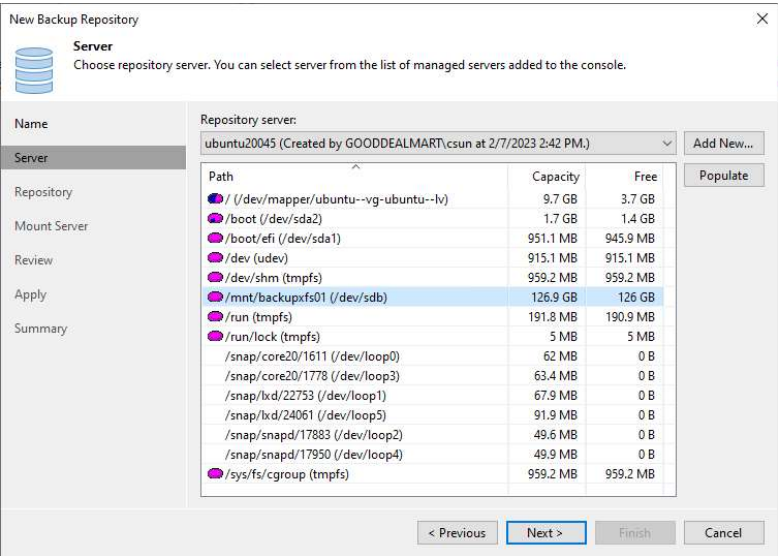 New Backup Repository
Server
Choose repository server. You can select server from the list of managed servers added to the console.
Name
Server
Repository
Mount Server
Review
Apply
Summary
Repository server:
ubuntu20045 (Created by GOODDEALMART\csun at 2/7/2023 2:42 PM.)
Add New...
Populate
Path Capacity Free
/ (/dev/mapper/ubuntu--vg-ubuntu--lv) 9.7 GB 3.7 GB
/boot (/dev/sda2) 1.7 GB 1.4 GB
/boot/efi (/dev/sda1) 951.1 MB 945.9 MB
/dev (udev) 915.1 MB 915.1 MB
/dev/shm (tmpfs) 959.2 MB 959.2 MB
/mnt/backupxfs01 (/dev/sdb) 126.9 GB 126 GB
/run (tmpfs) 191.8 MB 190.9 MB
/run/lock (tmpfs) 5 MB 5 MB
/snap/core20/1611 (/dev/loop0) 62 MB 0 B
/snap/core20/1778 (/dev/loop3) 63.4 MB 0 B
/snap/lxd/22753 (/dev/loop1) 67.9 MB 0 B
/snap/lxd/24061 (/dev/loop5) 91.9 MB 0 B
/snap/snapd/17883 (/dev/loop2) 49.6 MB 0 B
/snap/snapd/17950 (/dev/loop4) 49.9 MB 0 B
/sys/fs/cgroup (tmpfs) 959.2 MB 959.2 MB
< Previous
Next >
Finish
Cancel